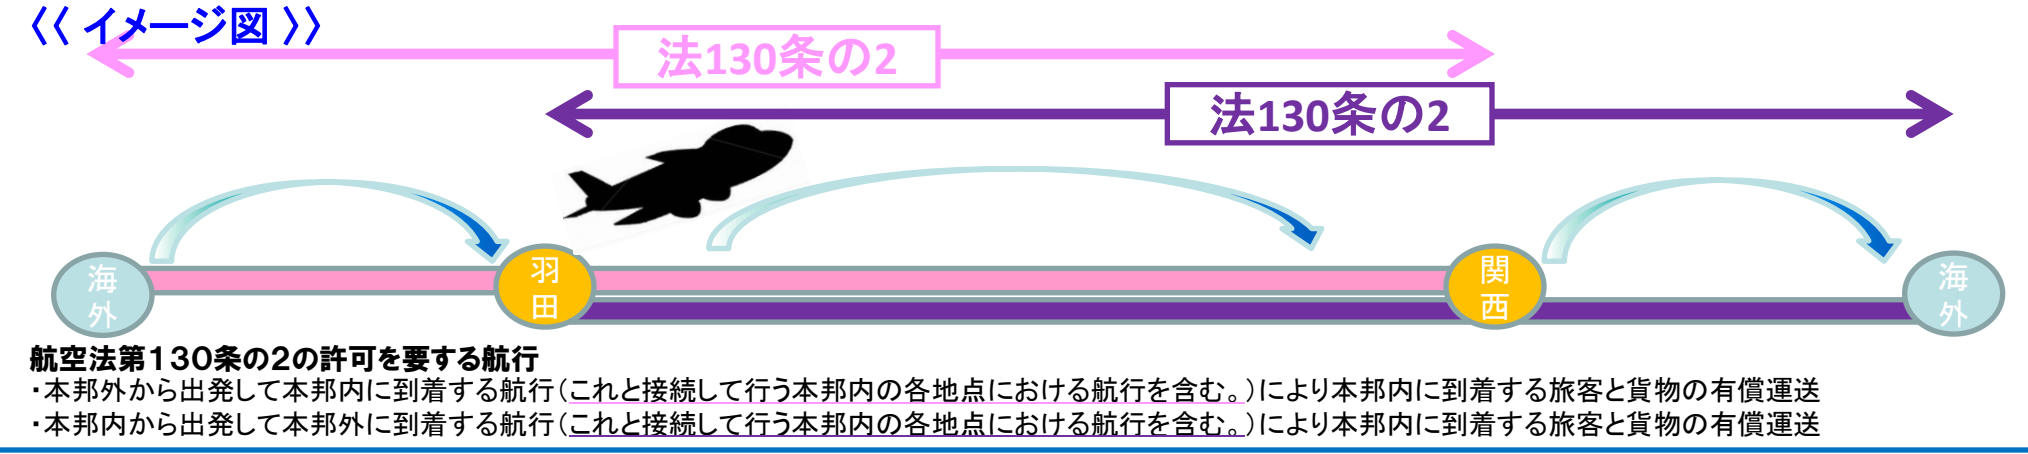 〈〈 イメージ図 〉〉
法130条の2
法130条の2
海外
羽田
関西
海外
航空法第130条の2の許可を要する航行
・本邦外から出発して本邦内に到着する航行（これと接続して行う本邦内の各地点における航行を含む。）により本邦内に到着する旅客と貨物の有償運送
・本邦内から出発して本邦外に到着する航行（これと接続して行う本邦内の各地点における航行を含む。）により本邦内に到着する旅客と貨物の有償運送